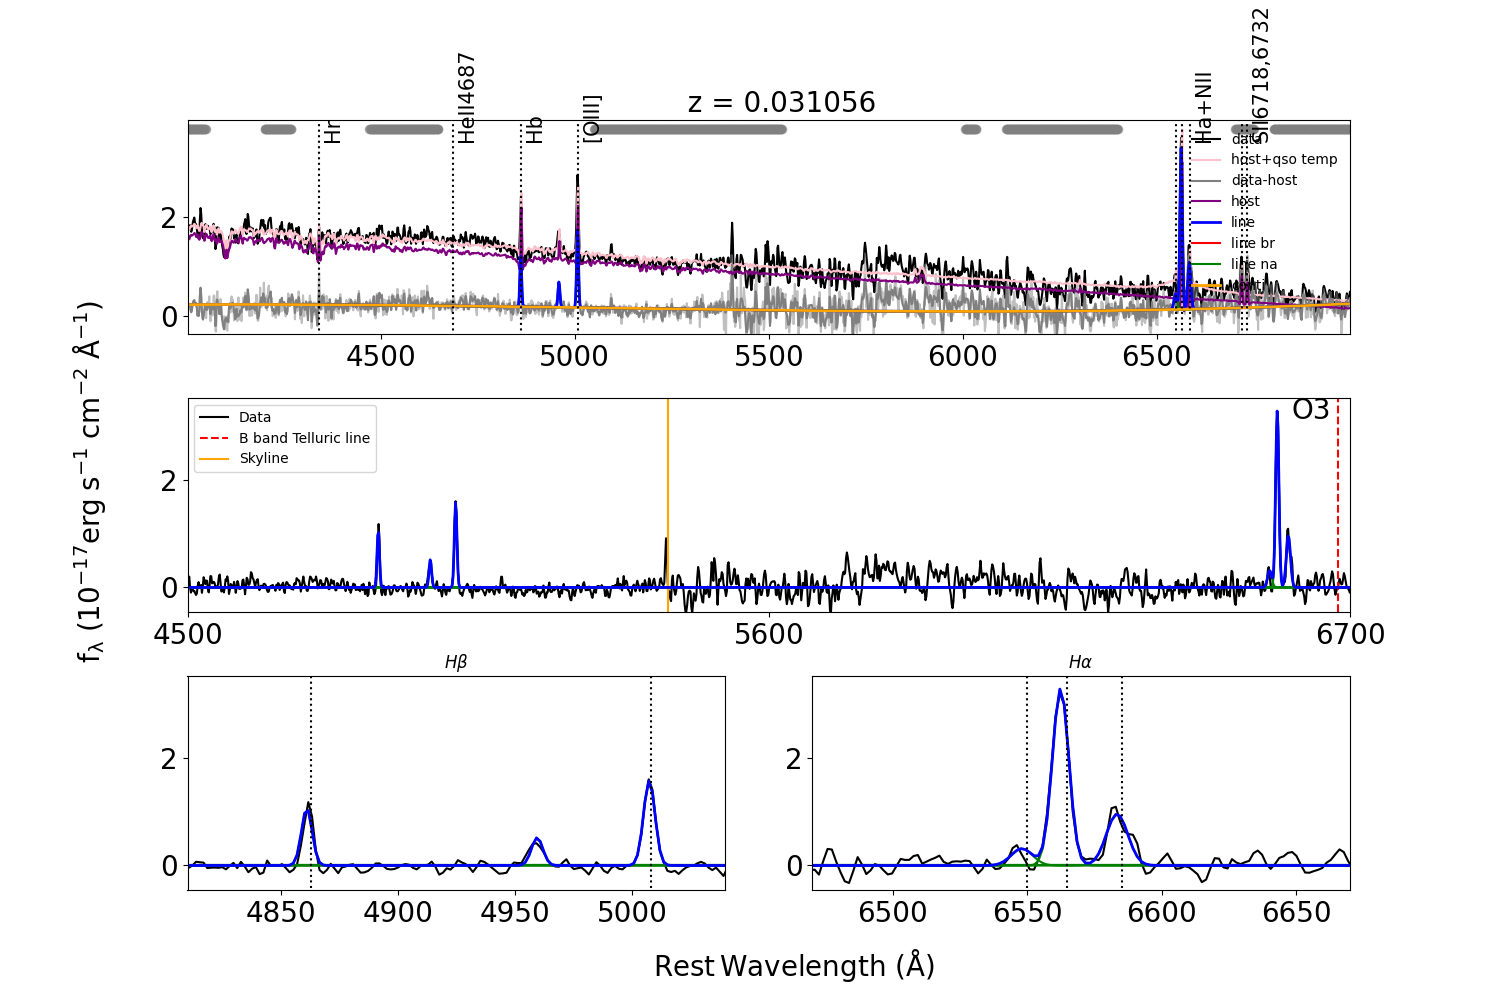 z = 0.031056
Hr
HeII4687
Hb
[OIII]
Ha+NII
SII6718,6732
data
host+qso temp
data-host
host
line
line br
line na
2
0
4500
5000
5500
6000
6500
fλ (10⁻¹⁷erg s⁻¹ cm⁻² Å⁻¹)
Data
B band Telluric line
Skyline
O3
2
0
4500
5600
6700
Hβ
2
0
4850
4900
4950
5000
Hα
2
0
6500
6550
6600
6650
Rest Wavelength (Å)